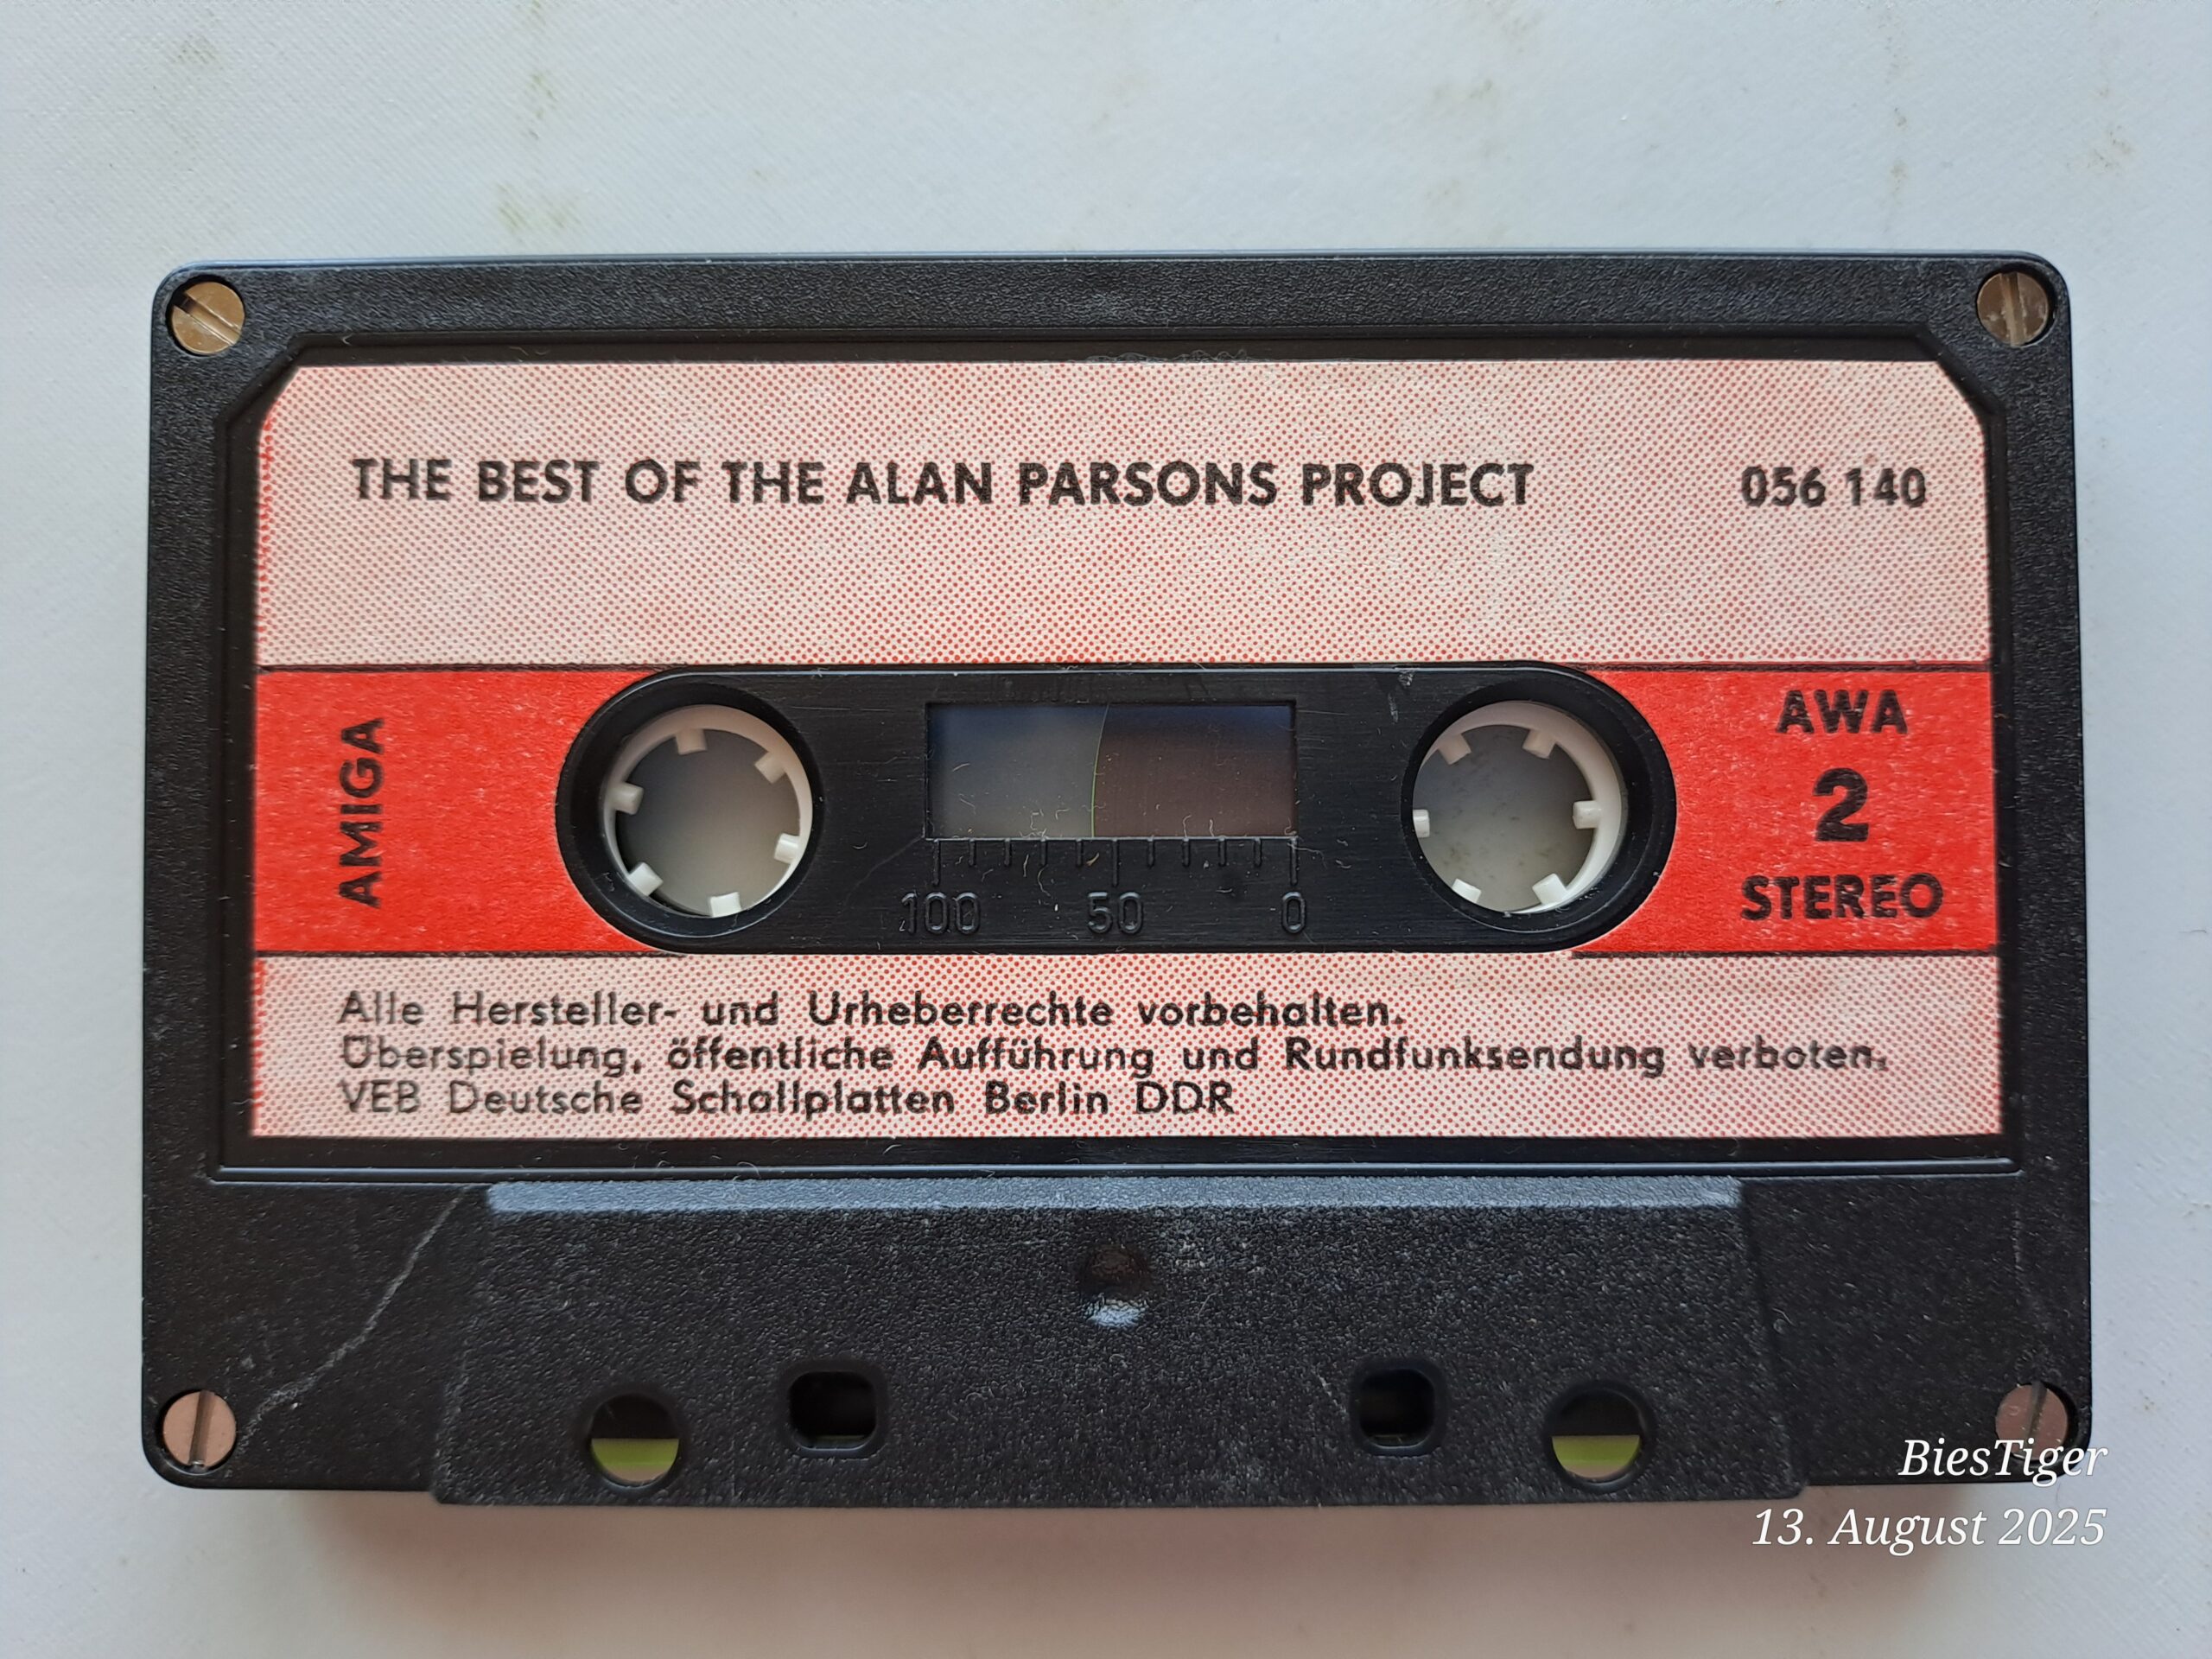 THE BEST OF THE ALAN PARSONS PROJECT 056 140
AMIGA
AWA
2
STEREO
100 50 0
Alle Hersteller- und Urheberrechte vorbehalten.
Überspielung, öffentliche Aufführung und Rundfunksendung verboten.
VEB Deutsche Schallplatten Berlin DDR
BiesTiger
13. August 2025